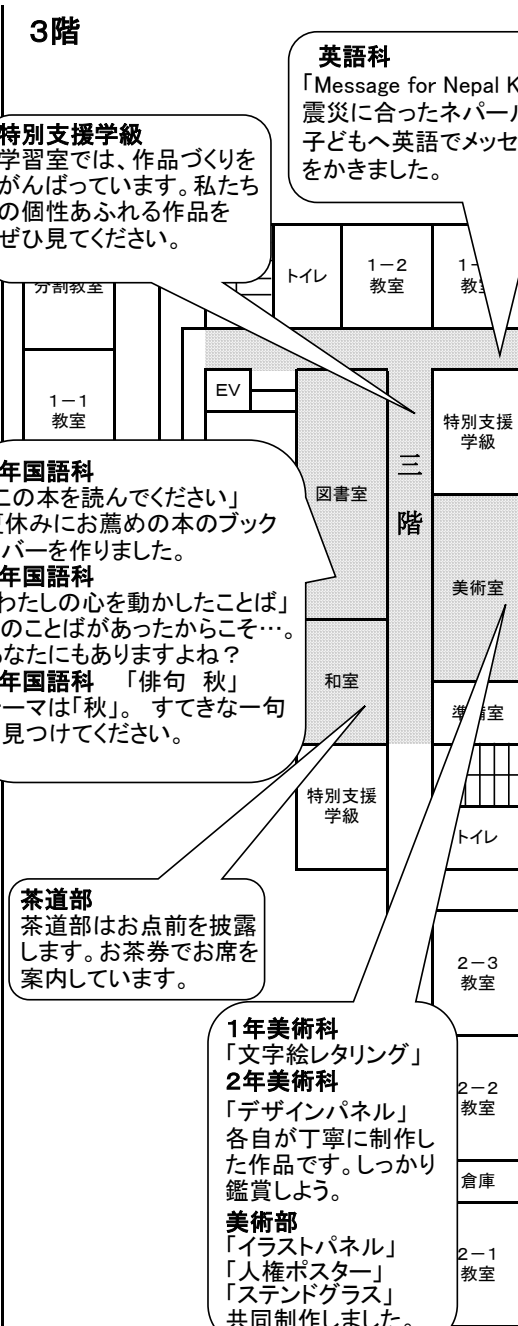 3階
英語科
「Message for Nepal K
震災に合ったネパール
子どもへ英語でメッセ
をかきました。
特別支援学級
学習室では、作品づくりを
がんばっています。私たち
の個性あふれる作品を
ぜひ見てください。
分割教室
トイレ
1－2
教室
1－
教
1－1
教室
EV
特別支援
学級
図書室
三
階
美術室
年国語科
この本を読んでください」
夏休みにお薦めの本のブック
バーを作りました。
年国語科
わたしの心を動かしたことば」
のことばがあったからこそ…。
あなたにもありますよね？
年国語科　「俳句　秋」
テーマは「秋」。 すてきな一句
見つけてください。
和室
準備室
特別支援
学級
トイレ
茶道部
茶道部はお点前を披露
します。お茶券でお席を
案内しています。
2－3
教室
1年美術科
「文字絵レタリング」
2年美術科
「デザインパネル」
各自が丁寧に制作し
た作品です。しっかり
鑑賞しよう。
美術部
「イラストパネル」
「人権ポスター」
「ステンドグラス」
共同制作しました。
2－2
教室
倉庫
2－1
教室